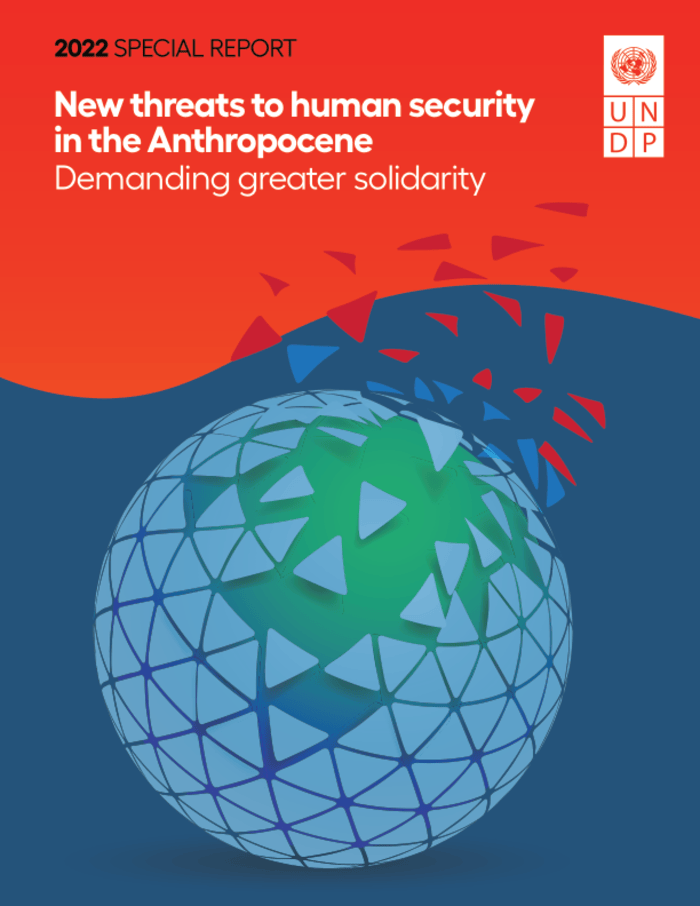 2022 SPECIAL REPORT
New threats to human security
in the Anthropocene
Demanding greater solidarity
U N
D P